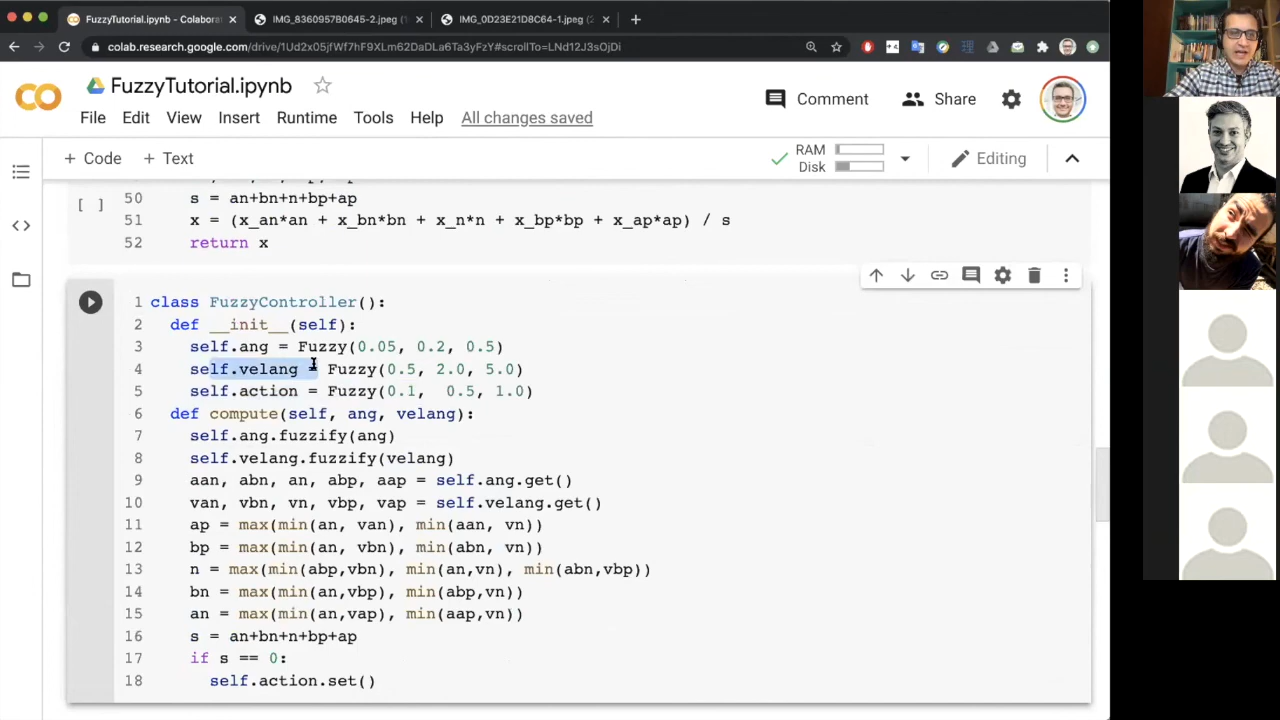 FuzzyTutorial.ipynb - Colabora
IMG_8360957B0645-2.jpeg (1
IMG_0D23E21D8C64-1.jpeg (2
colab.research.google.com/drive/1Ud2x05jfWf7hF9XLm62DaDLa6Ta3yFzY#scrollTo=LNd12J3sOjDi
CO
FuzzyTutorial.ipynb
Comment
Share
File Edit View Insert Runtime Tools Help All changes saved
+ Code + Text
RAM
Disk
Editing
[ ]
50 s = an+bn+n+bp+ap
51 x = (x_an*an + x_bn*bn + x_n*n + x_bp*bp + x_ap*ap) / s
52 return x
1 class FuzzyController():
2 def __init__(self):
3 self.ang = Fuzzy(0.05, 0.2, 0.5)
4 self.velang = Fuzzy(0.5, 2.0, 5.0)
5 self.action = Fuzzy(0.1, 0.5, 1.0)
6 def compute(self, ang, velang):
7 self.ang.fuzzify(ang)
8 self.velang.fuzzify(velang)
9 aan, abn, an, abp, aap = self.ang.get()
10 van, vbn, vn, vbp, vap = self.velang.get()
11 ap = max(min(an, van), min(aan, vn))
12 bp = max(min(an, vbn), min(abn, vn))
13 n = max(min(abp,vbn), min(an,vn), min(abn,vbp))
14 bn = max(min(an,vbp), min(abp,vn))
15 an = max(min(an,vap), min(aap,vn))
16 s = an+bn+n+bp+ap
17 if s == 0:
18 self.action.set()